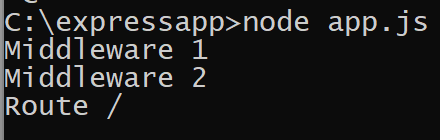 C:\expressapp>node app.js
Middleware 1
Middleware 2
Route /